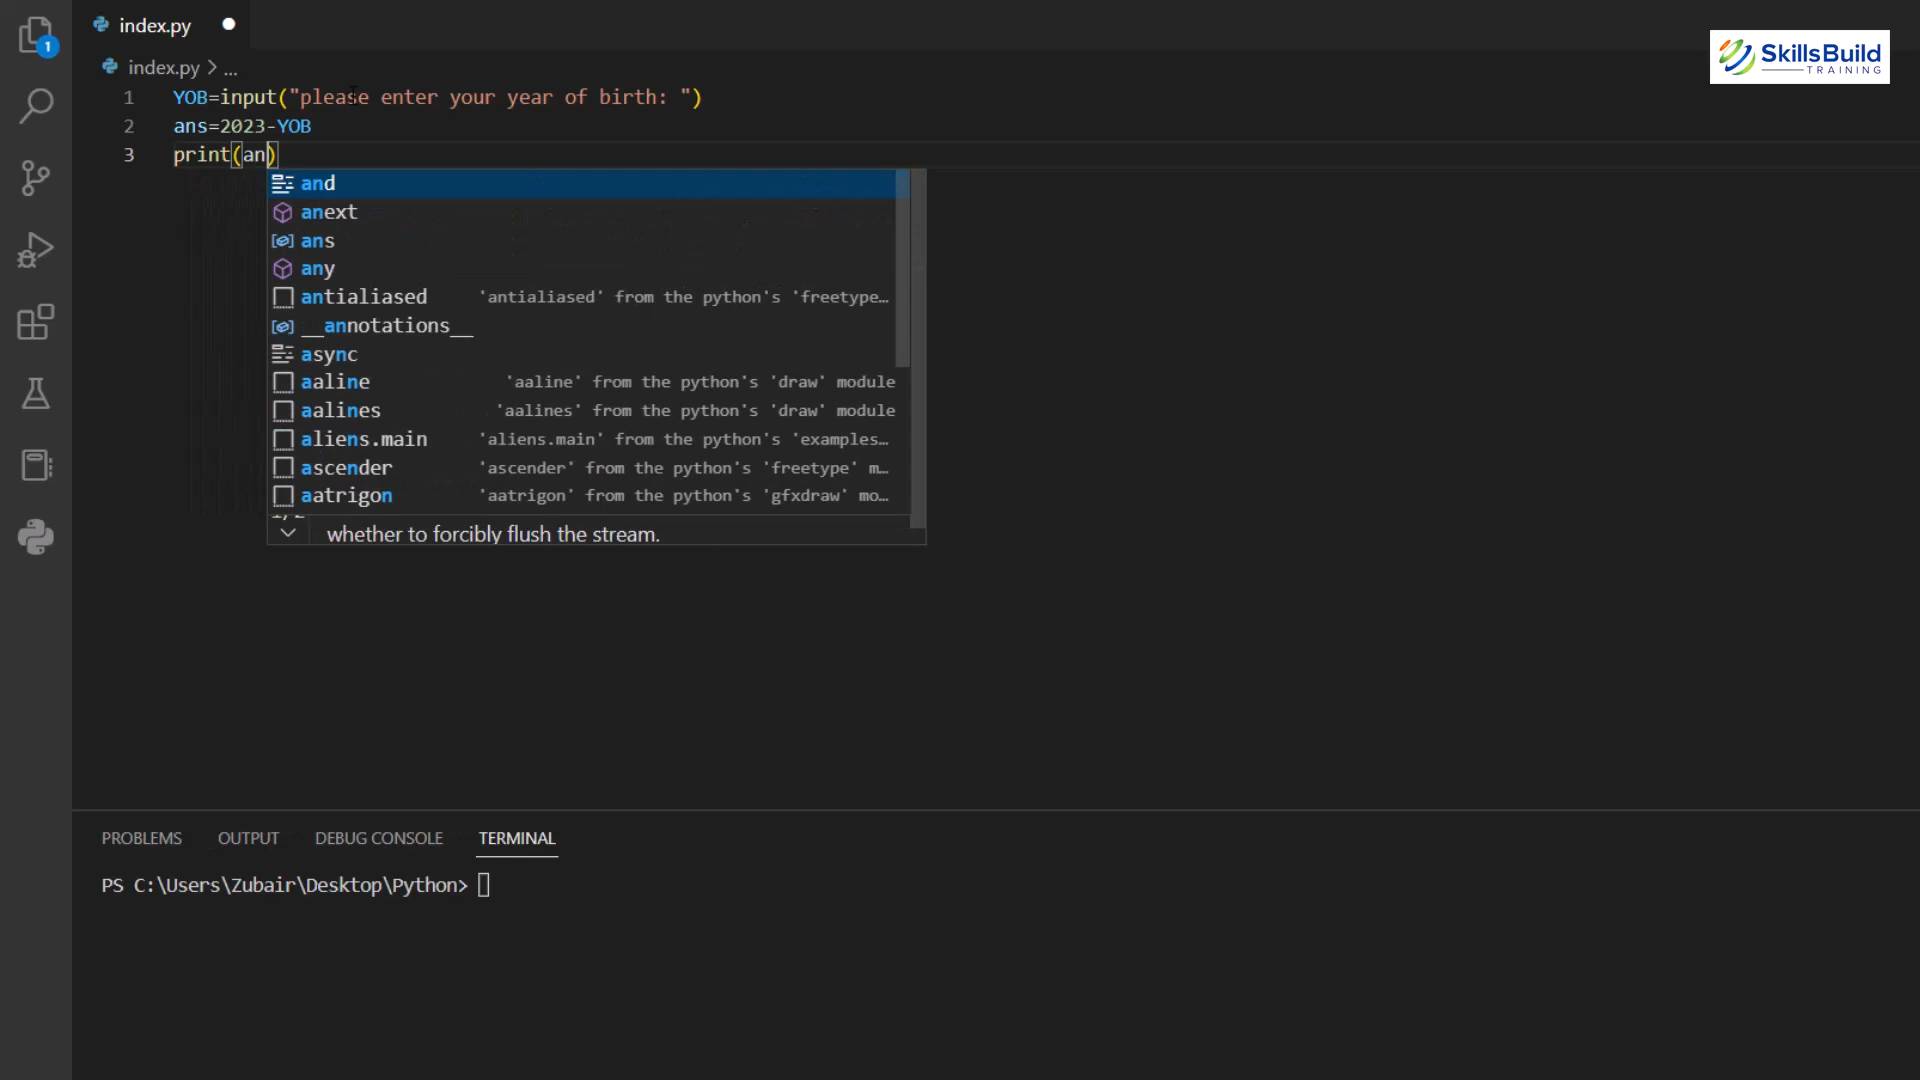 index.py
1
SkillsBuild
TRAINING
index.py > ...
1 YOB=input("please enter your year of birth: ")
2 ans=2023-YOB
3 print(an)
and
anext
ans
any
antialiased 'antialiased' from the python's 'freetype…
__annotations__
async
aaline 'aaline' from the python's 'draw' module
aalines 'aalines' from the python's 'draw' module
aliens.main 'aliens.main' from the python's 'examples…
ascender 'ascender' from the python's 'freetype' m…
aatrigon 'aatrigon' from the python's 'gfxdraw' mo…
whether to forcibly flush the stream.
PROBLEMS OUTPUT DEBUG CONSOLE TERMINAL
PS C:\Users\Zubair\Desktop\Python>